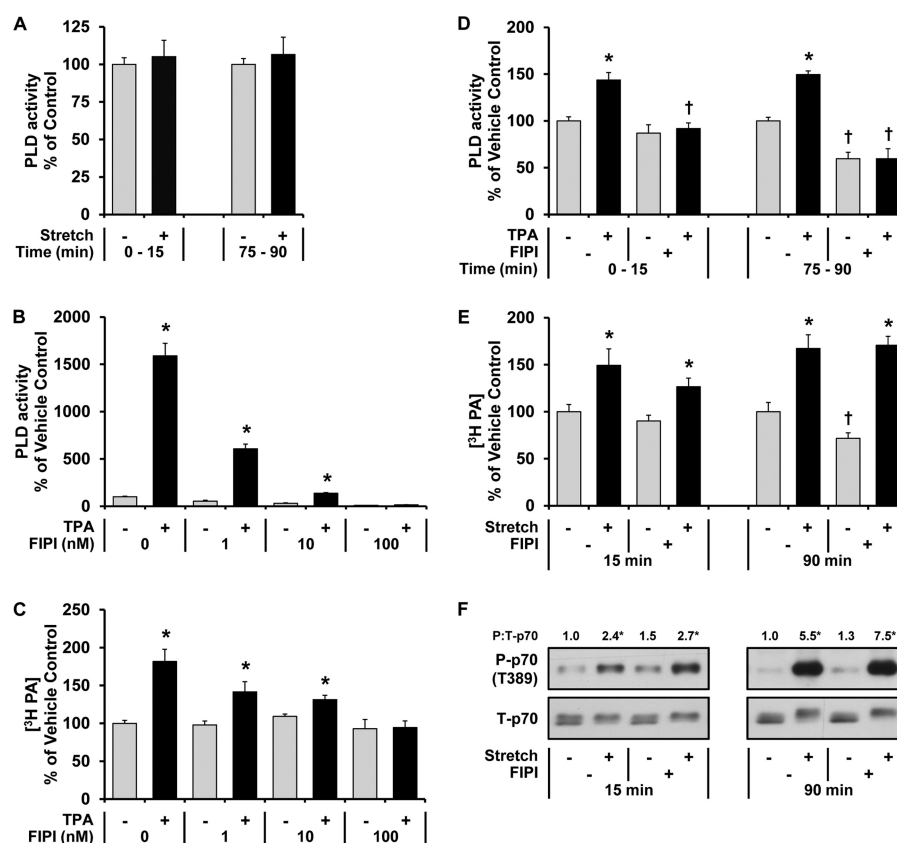 A
PLD activity
% of Control
125
100
75
50
25
0
Stretch - + - +
Time (min) 0 - 15 75 - 90
B
PLD activity
% of Vehicle Control
2000
1500
1000
500
0
* * *
TPA - + - + - + - +
FIPI (nM) 0 1 10 100
C
[³H PA]
% of Vehicle Control
250
200
150
100
50
0
* * *
TPA - + - + - + - +
FIPI (nM) 0 1 10 100
D
PLD activity
% of Vehicle Control
200
150
100
50
0
* † * † †
TPA - + - + - + - +
FIPI - + - +
Time (min) 0 - 15 75 - 90
E
[³H PA]
% of Vehicle Control
200
150
100
50
0
* * * † *
Stretch - + - + - + - +
FIPI - + - +
15 min 90 min
F
P:T-p70 1.0 2.4* 1.5 2.7* 1.0 5.5* 1.3 7.5*
P-p70
(T389)
T-p70
Stretch - + - + - + - +
FIPI - + - +
15 min 90 min